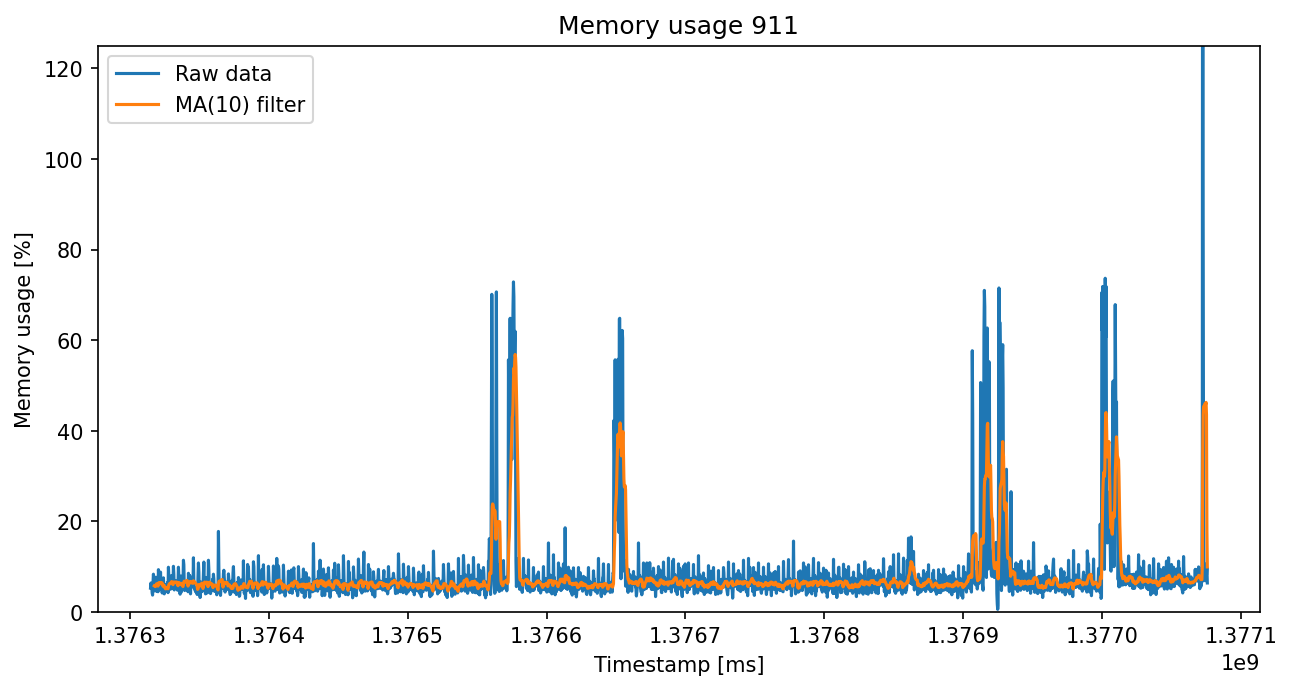 Memory usage 911
Raw data
MA(10) filter
Memory usage [%]
120
100
80
60
40
20
0
1.3763 1.3764 1.3765 1.3766 1.3767 1.3768 1.3769 1.3770 1.3771
1e9
Timestamp [ms]